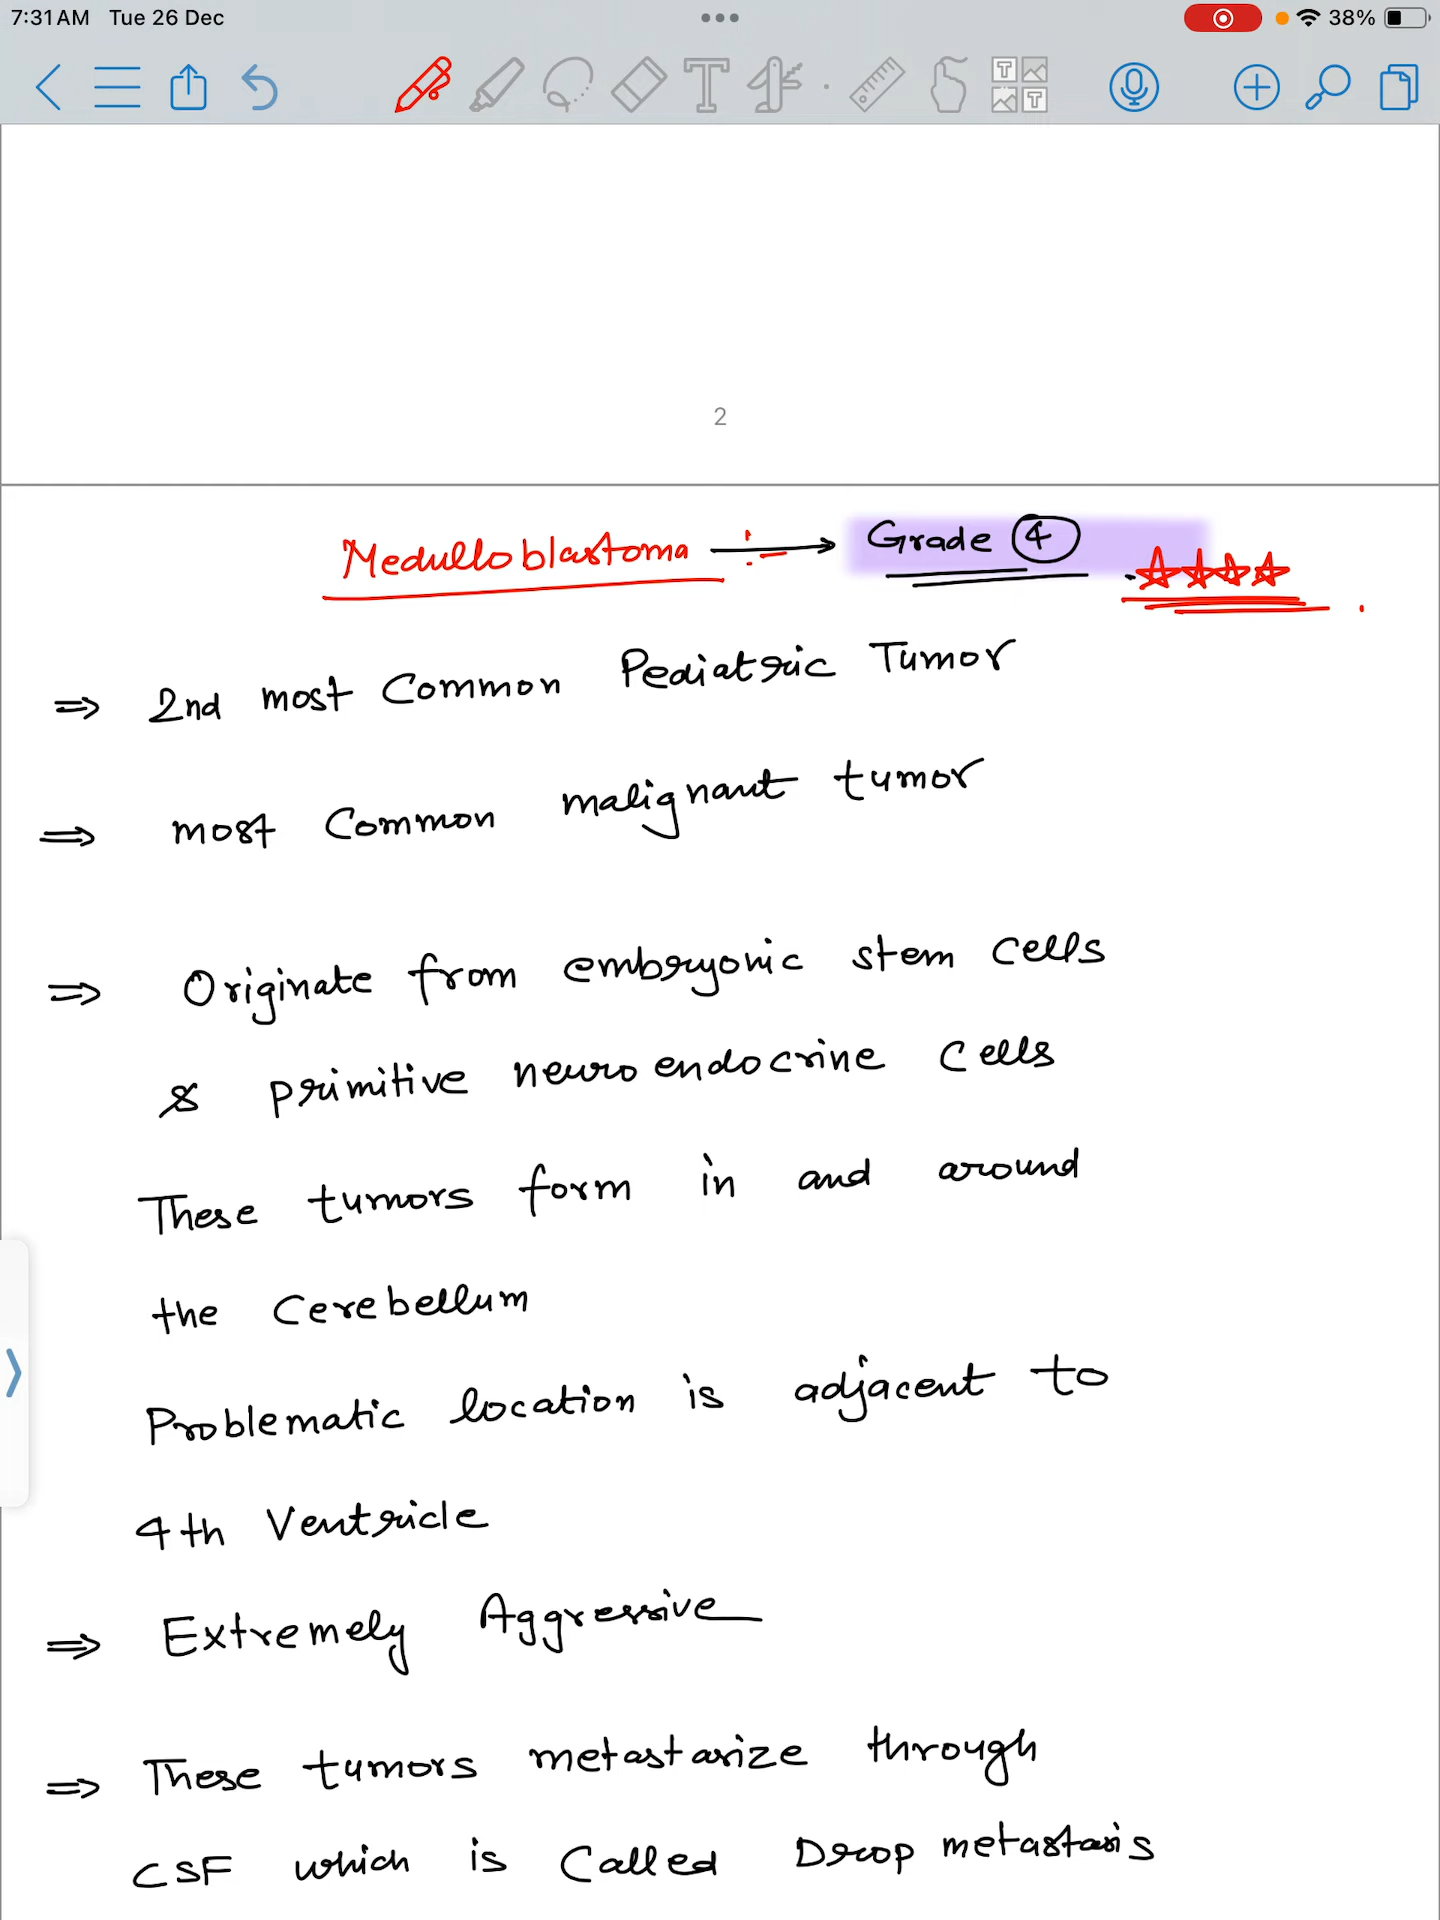 7:31 AM Tue 26 Dec
38%
2
Medulloblastoma :- → Grade 4
⇒ 2nd most Common Pediatric Tumor
⇒ most Common malignant tumor
⇒ Originate from embryonic stem cells
& primitive neuroendocrine cells
These tumors form in and around
the Cerebellum
Problematic location is adjacent to
4th Ventricle
⇒ Extremely Aggressive
⇒ These tumors metastasize through
CSF which is Called Drop metastasis